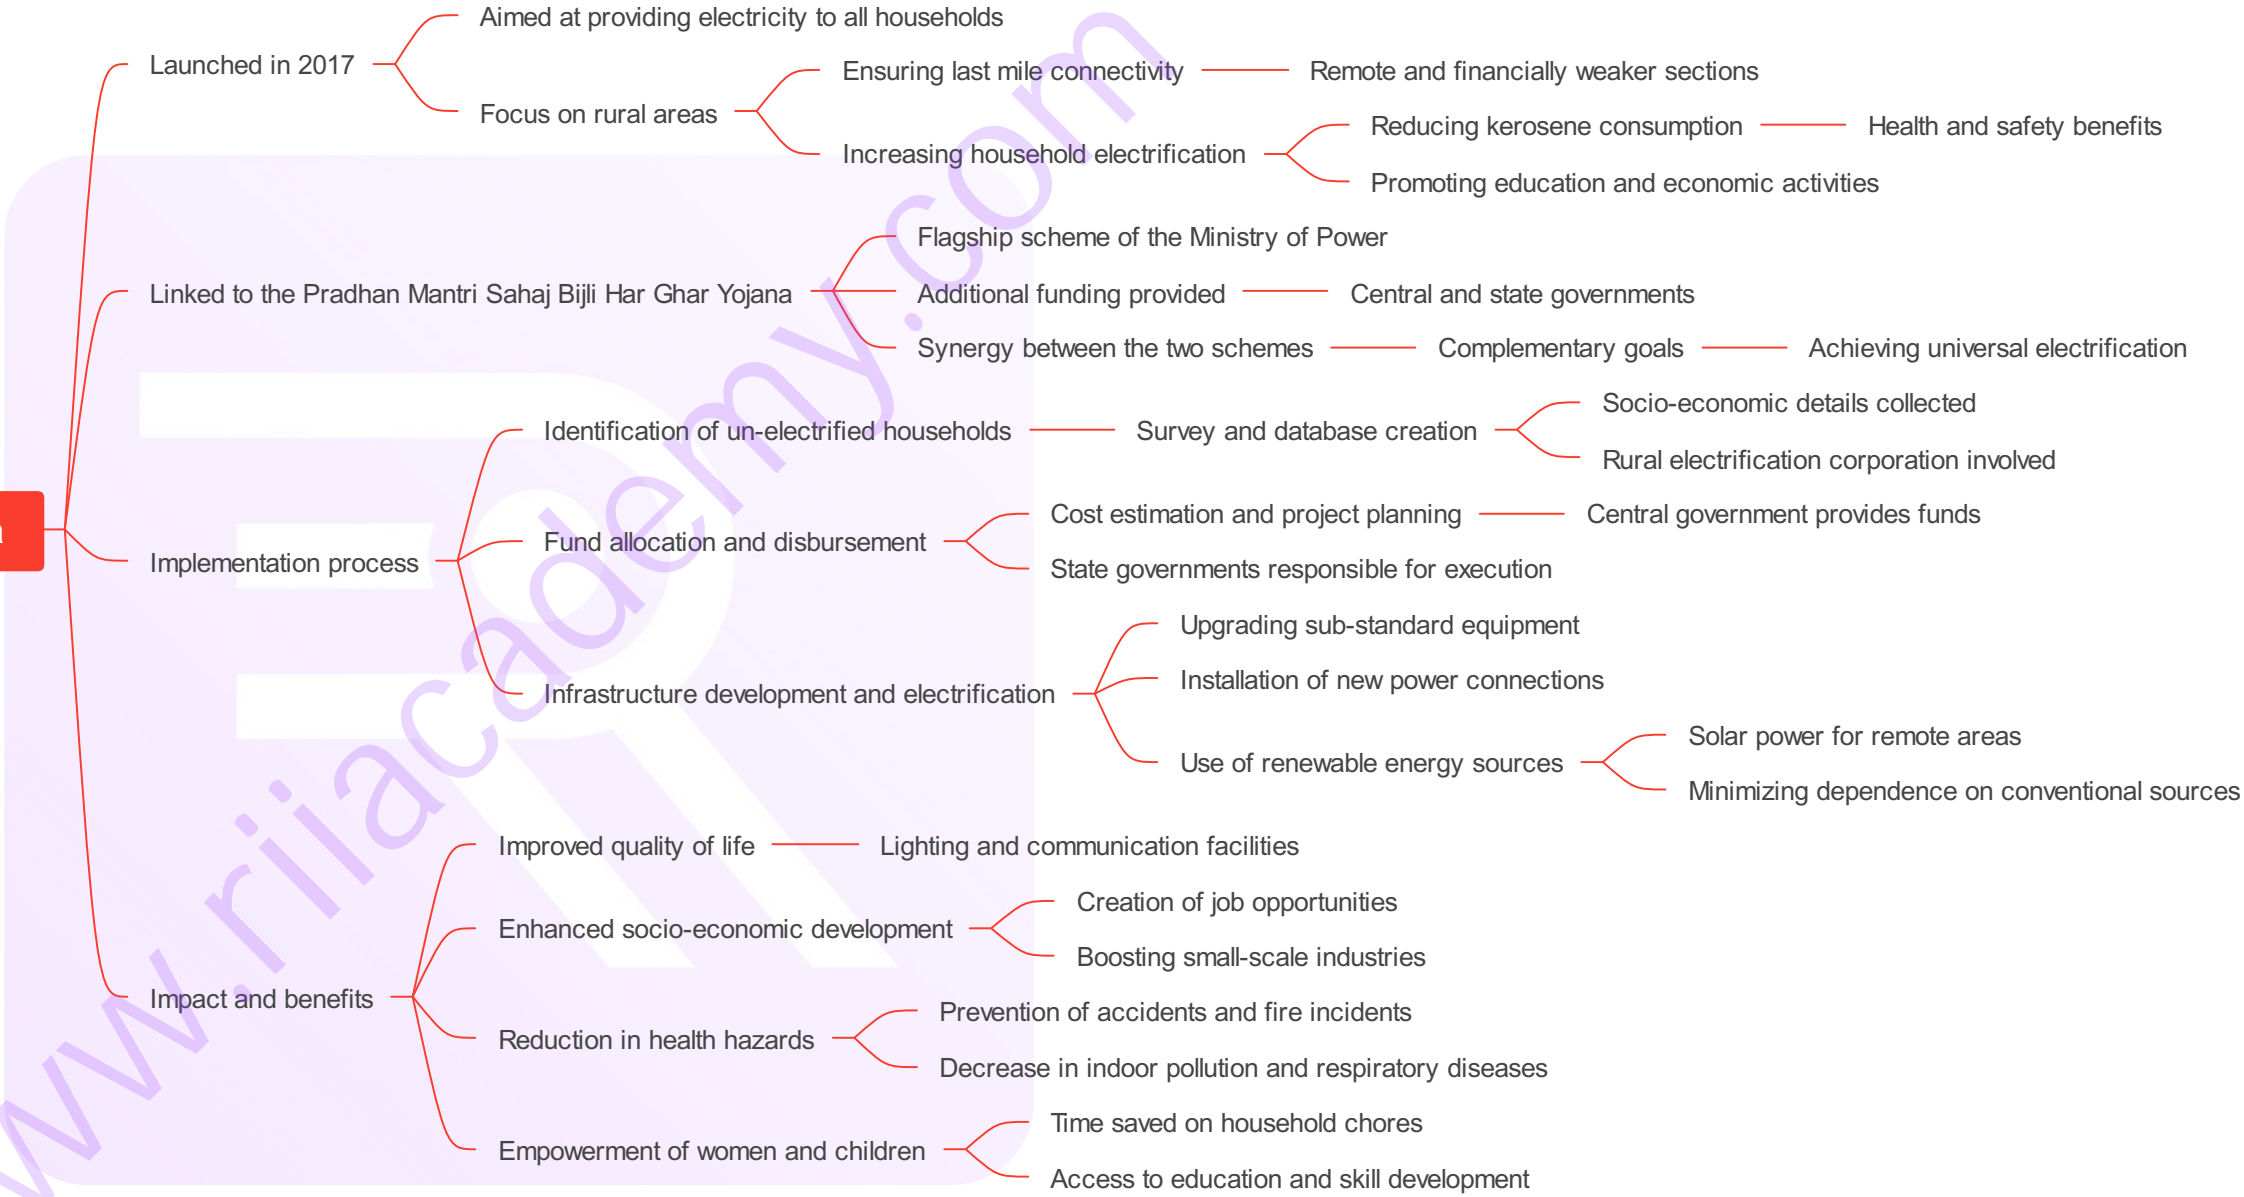 Launched in 2017
Aimed at providing electricity to all households
Focus on rural areas
Ensuring last mile connectivity
Remote and financially weaker sections
Increasing household electrification
Reducing kerosene consumption
Health and safety benefits
Promoting education and economic activities
Linked to the Pradhan Mantri Sahaj Bijli Har Ghar Yojana
Flagship scheme of the Ministry of Power
Additional funding provided
Central and state governments
Synergy between the two schemes
Complementary goals
Achieving universal electrification
Implementation process
Identification of un-electrified households
Survey and database creation
Socio-economic details collected
Rural electrification corporation involved
Fund allocation and disbursement
Cost estimation and project planning
Central government provides funds
State governments responsible for execution
Infrastructure development and electrification
Upgrading sub-standard equipment
Installation of new power connections
Use of renewable energy sources
Solar power for remote areas
Minimizing dependence on conventional sources
Impact and benefits
Improved quality of life
Lighting and communication facilities
Enhanced socio-economic development
Creation of job opportunities
Boosting small-scale industries
Reduction in health hazards
Prevention of accidents and fire incidents
Decrease in indoor pollution and respiratory diseases
Empowerment of women and children
Time saved on household chores
Access to education and skill development